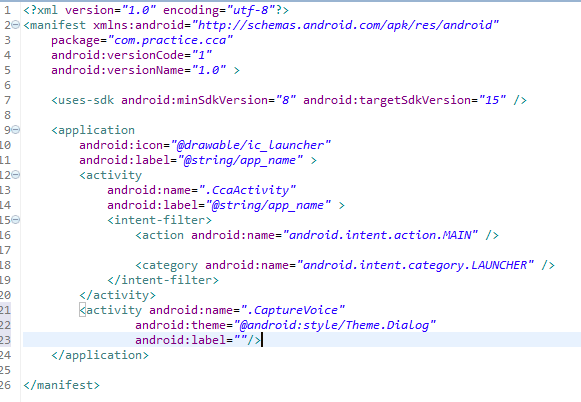 1 <?xml version="1.0" encoding="utf-8"?>
2 <manifest xmlns:android="http://schemas.android.com/apk/res/android"
3     package="com.practice.cca"
4     android:versionCode="1"
5     android:versionName="1.0" >
6
7     <uses-sdk android:minSdkVersion="8" android:targetSdkVersion="15" />
8
9     <application
10         android:icon="@drawable/ic_launcher"
11         android:label="@string/app_name" >
12         <activity
13             android:name=".CcaActivity"
14             android:label="@string/app_name" >
15             <intent-filter>
16                 <action android:name="android.intent.action.MAIN" />
17
18                 <category android:name="android.intent.category.LAUNCHER" />
19             </intent-filter>
20         </activity>
21         <activity android:name=".CaptureVoice"
22                 android:theme="@android:style/Theme.Dialog"
23                 android:label=""/>
24     </application>
25
26 </manifest>